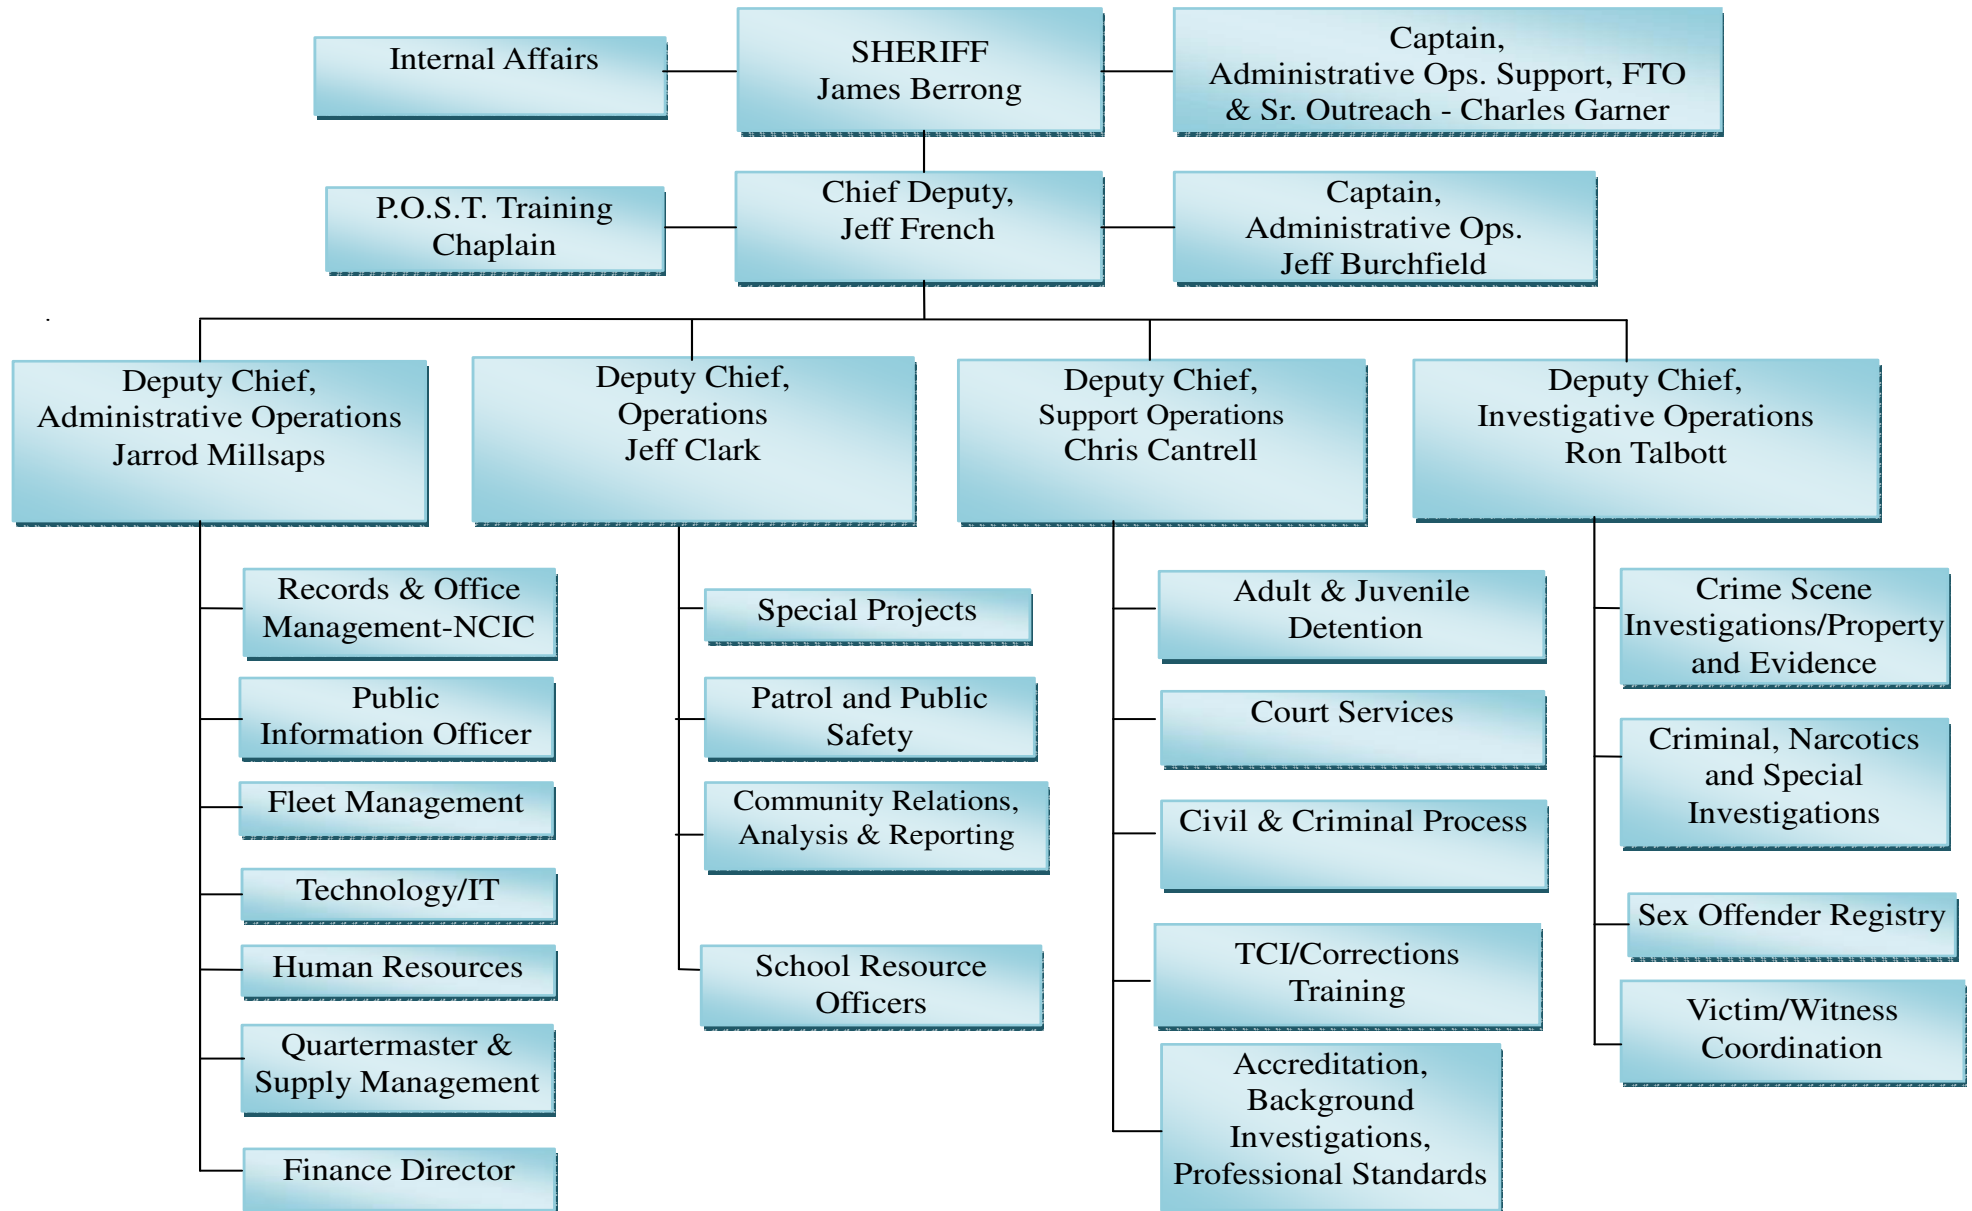 Internal Affairs
SHERIFF
James Berrong
Captain,
Administrative Ops. Support, FTO
& Sr. Outreach - Charles Garner
P.O.S.T. Training
Chaplain
Chief Deputy,
Jeff French
Captain,
Administrative Ops.
Jeff Burchfield
Deputy Chief,
Administrative Operations
Jarrod Millsaps
Deputy Chief,
Operations
Jeff Clark
Deputy Chief,
Support Operations
Chris Cantrell
Deputy Chief,
Investigative Operations
Ron Talbott
Records & Office
Management-NCIC
Public
Information Officer
Fleet Management
Technology/IT
Human Resources
Quartermaster &
Supply Management
Finance Director
Special Projects
Patrol and Public
Safety
Community Relations,
Analysis & Reporting
School Resource
Officers
Adult & Juvenile
Detention
Court Services
Civil & Criminal Process
TCI/Corrections
Training
Accreditation,
Background
Investigations,
Professional Standards
Crime Scene
Investigations/Property
and Evidence
Criminal, Narcotics
and Special
Investigations
Sex Offender Registry
Victim/Witness
Coordination